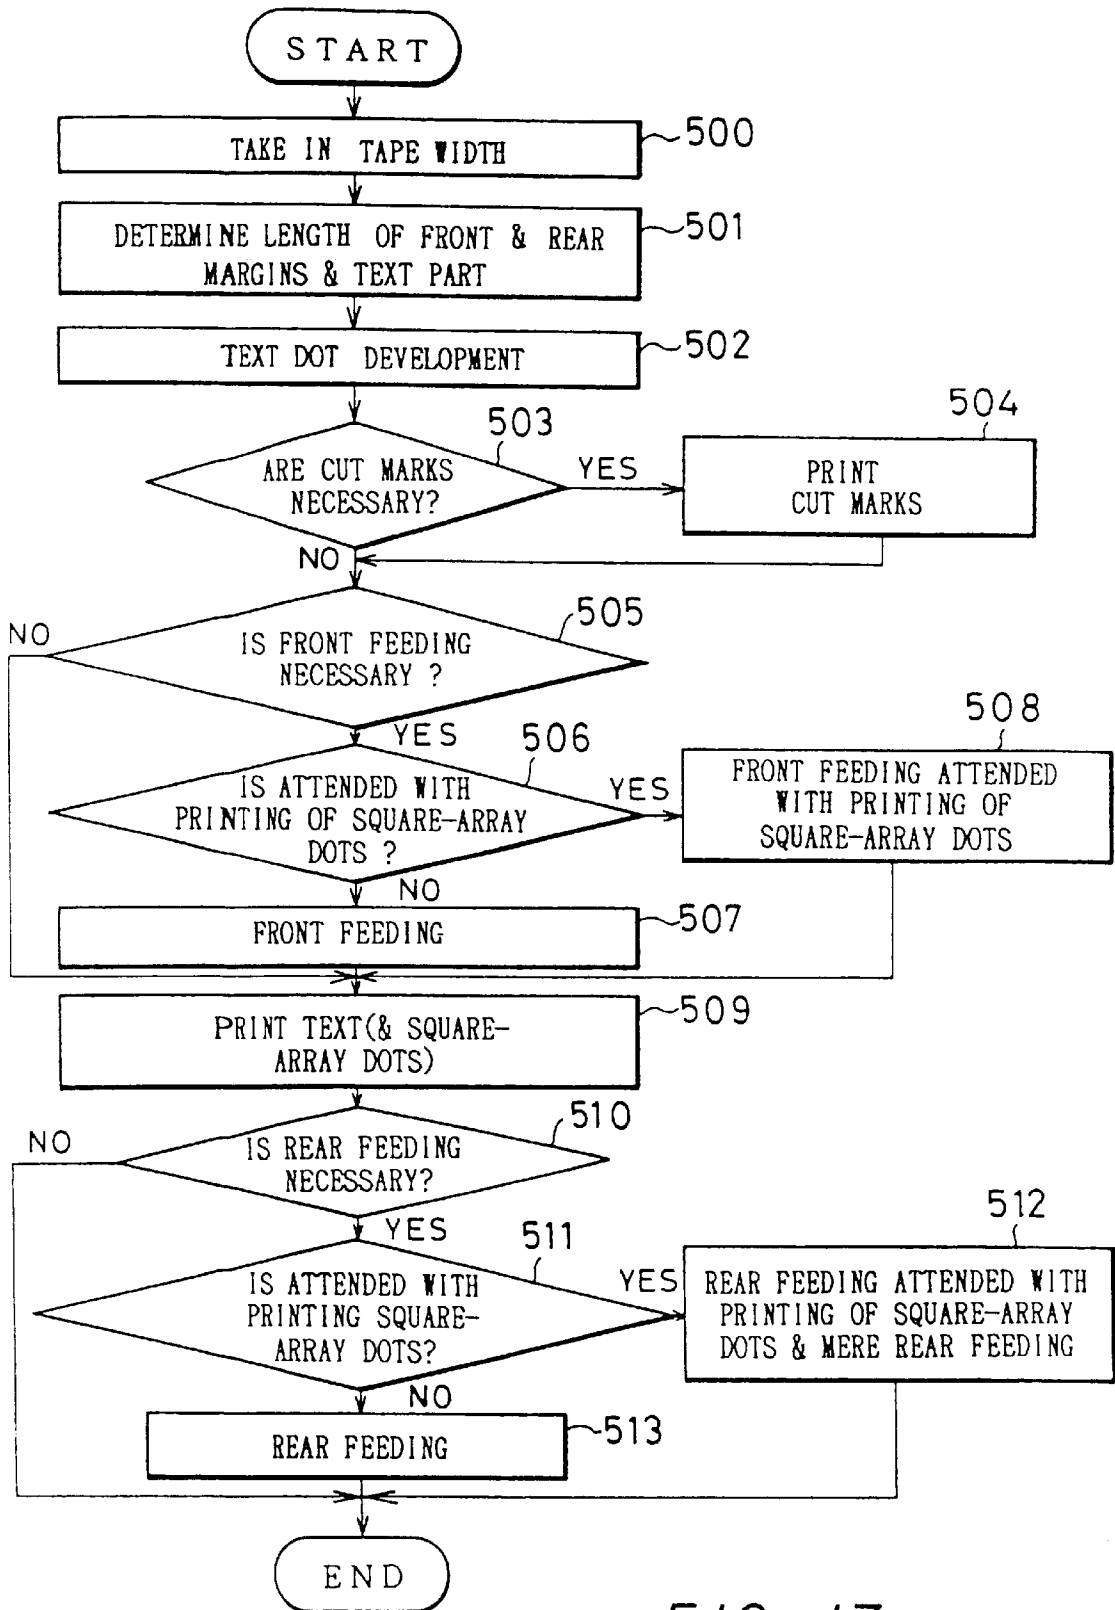 START
TAKE IN TAPE WIDTH
500
DETERMINE LENGTH OF FRONT & REAR
MARGINS & TEXT PART
501
TEXT DOT DEVELOPMENT
502
503
ARE CUT MARKS
NECESSARY?
YES
504
PRINT
CUT MARKS
NO
505
NO
IS FRONT FEEDING
NECESSARY ?
YES
506
IS ATTENDED WITH
PRINTING OF SQUARE-ARRAY
DOTS ?
YES
508
FRONT FEEDING ATTENDED
WITH PRINTING OF
SQUARE-ARRAY DOTS
NO
FRONT FEEDING
507
PRINT TEXT(& SQUARE-
ARRAY DOTS)
509
510
NO
IS REAR FEEDING
NECESSARY?
YES
511
IS ATTENDED WITH
PRINTING SQUARE-
ARRAY DOTS?
YES
512
REAR FEEDING ATTENDED WITH
PRINTING OF SQUARE-ARRAY
DOTS & MERE REAR FEEDING
NO
REAR FEEDING
513
END